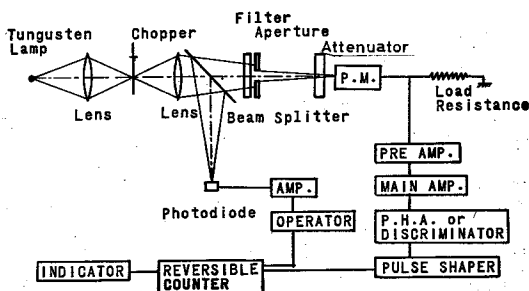 Tungusten
Lamp
Chopper
Filter
Aperture
Attenuator
P.M.
Load
Resistance
Lens
Lens
Beam Splitter
PRE AMP.
MAIN AMP.
P.H.A. or
DISCRIMINATOR
PULSE SHAPER
Photodiode
AMP.
OPERATOR
INDICATOR
REVERSIBLE
COUNTER